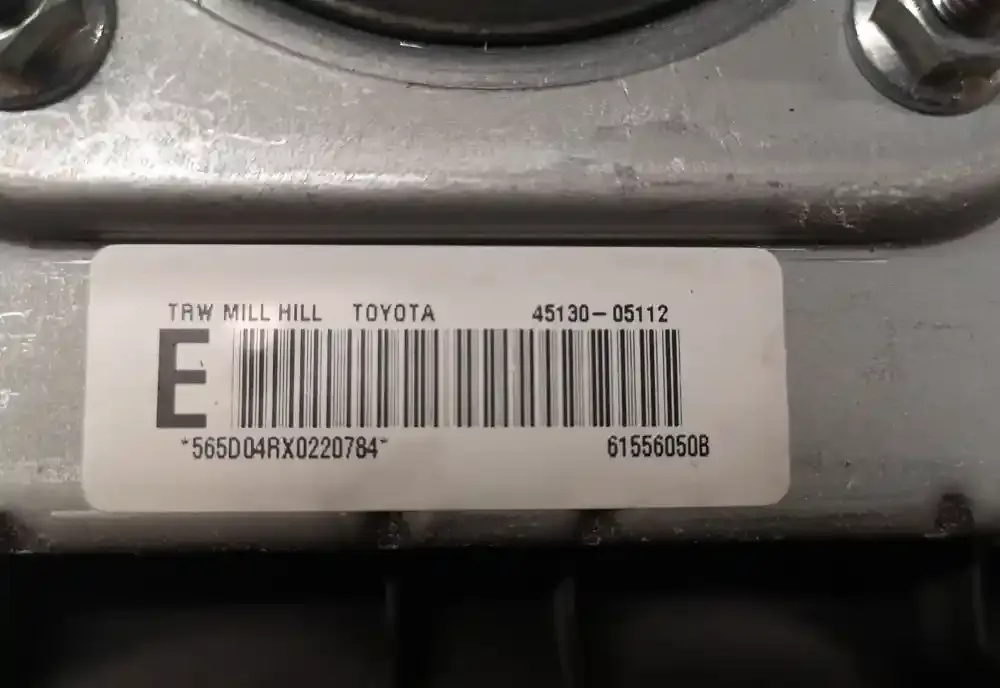 TRW MILL HILL TOYOTA 45130-05112
E
*565D04RX0220784* 61556050B